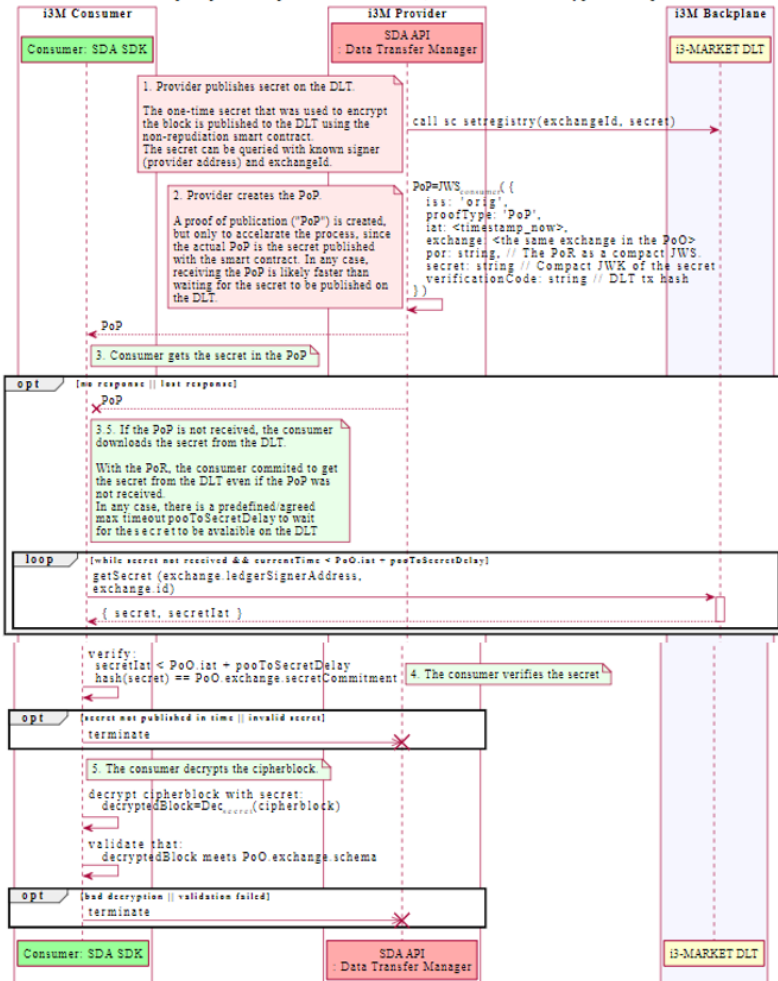 i3M Consumer
i3M Provider
i3M Backplane
Consumer: SDA SDK
SDA API
: Data Transfer Manager
i3-MARKET DLT
1. Provider publishes secret on the DLT.
The one-time secret that was used to encrypt
the block is published to the DLT using the
non-repudiation smart contract.
The secret can be queried with known signer
(provider address) and exchangeId.
call sc setregistry(exchangeId, secret)
2. Provider creates the PoP.
A proof of publication ("PoP") is created,
but only to accelarate the process, since
the actual PoP is the secret published
with the smart contract. In any case,
receiving the PoP is likely faster than
waiting for the secret to be published on
the DLT.
PoP=JWSconsumer({
iss: 'orig',
proofType: 'PoP',
iat: <timestamp_now>,
exchange: <the same exchange in the PoO>
por: string, // The PoR as a compact JWS.
secret: string // Compact JWK of the secret
verificationCode: string // DLT tx hash
})
PoP
3. Consumer gets the secret in the PoP
opt [no response || lost response]
PoP
3.5. If the PoP is not received, the consumer
downloads the secret from the DLT.
With the PoR, the consumer commited to get
the secret from the DLT even if the PoP was
not received.
In any case, there is a predefined/agreed
max timeout pooToSecretDelay to wait
for the secret to be avalaible on the DLT
loop [while secret not received && currentTime < PoO.iat + pooToSecretDelay]
getSecret (exchange.ledgerSignerAddress,
exchange.id)
{ secret, secretIat }
verify:
secretIat < PoO.iat + pooToSecretDelay
hash(secret) == PoO.exchange.secretCommitment
4. The consumer verifies the secret
opt [secret not published in time || invalid secret]
terminate
5. The consumer decrypts the cipherblock.
decrypt cipherblock with secret:
decryptedBlock=Decsecret(cipherblock)
validate that:
decryptedBlock meets PoO.exchange.schema
opt [bad decryption || validation failed]
terminate
Consumer: SDA SDK
SDA API
: Data Transfer Manager
i3-MARKET DLT